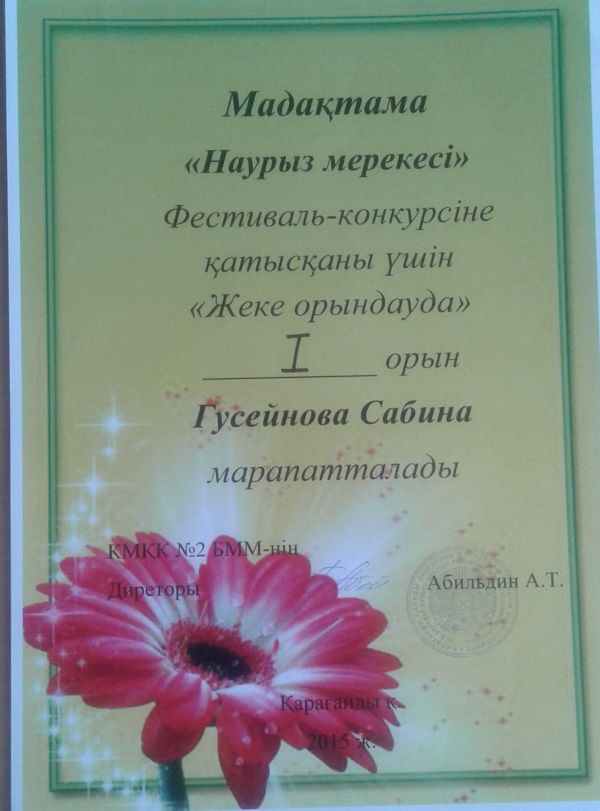 Мадақтама
«Наурыз мерекесі»
Фестиваль-конкурсіне
қатысқаны үшін
«Жеке орындауда»
I орын
Гусейнова Сабина
марапатталады
КМҚК №2 БММ-нің
Диреторы Абильдин А.Т.
Қарағанды қ.
2015 ж.